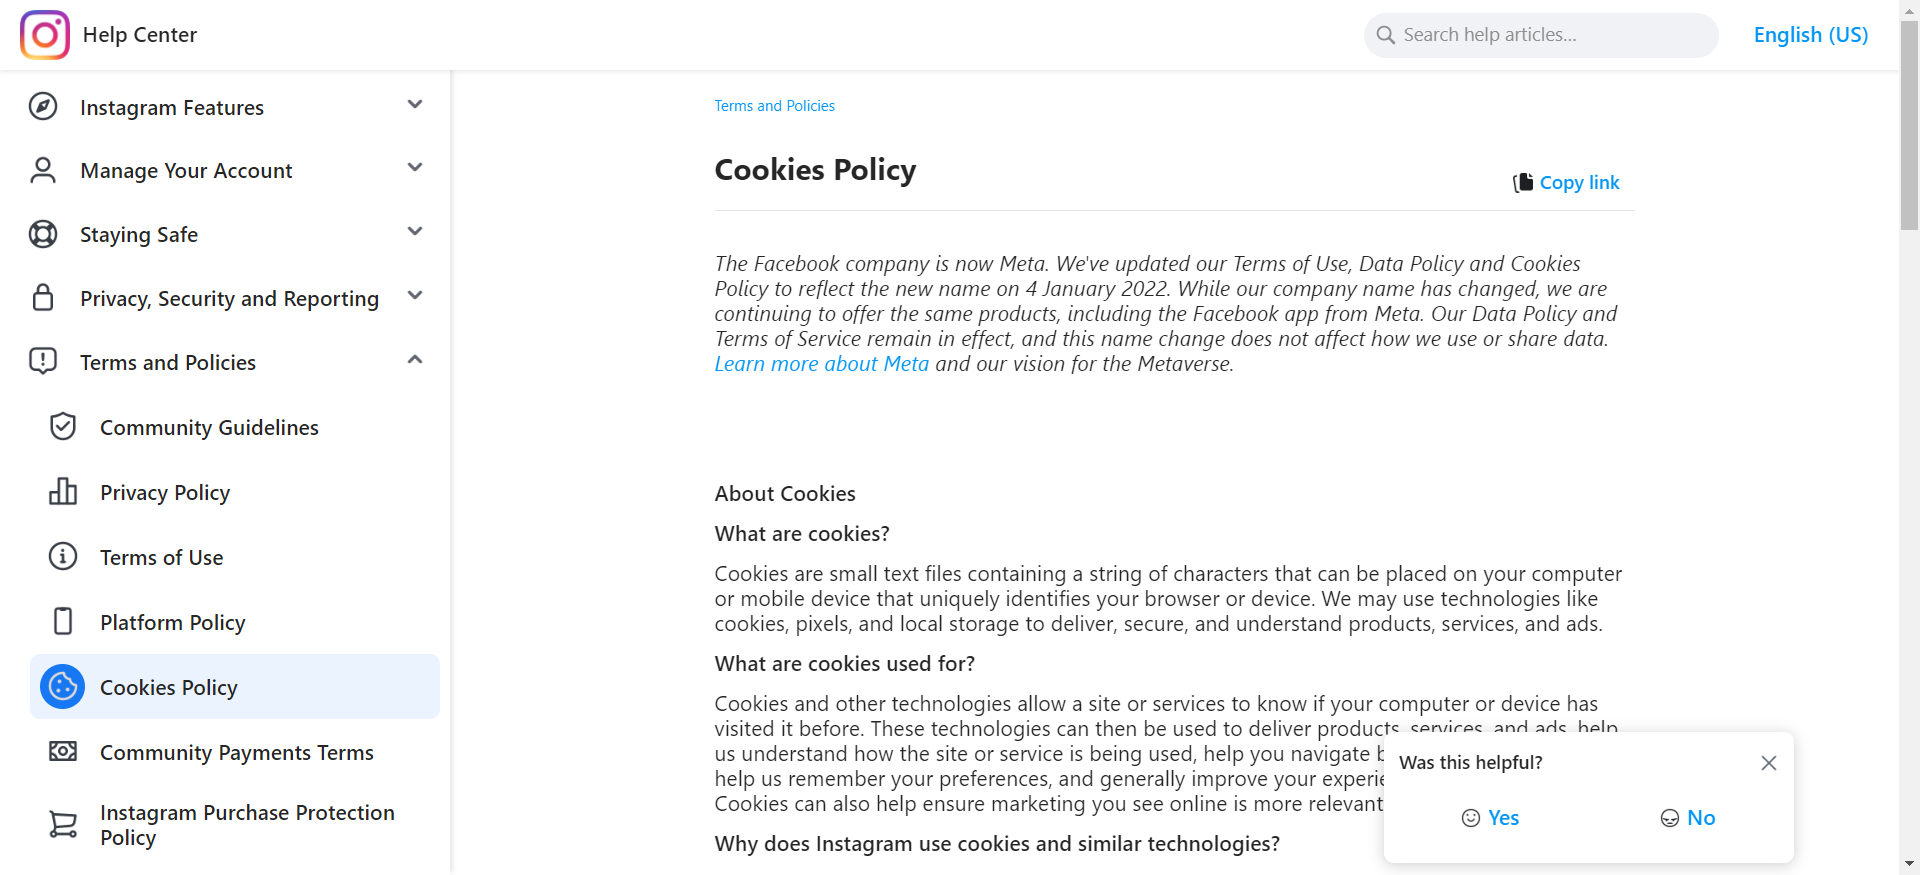 Help Center
Search help articles...
English (US)
Instagram Features
Manage Your Account
Staying Safe
Privacy, Security and Reporting
Terms and Policies
Community Guidelines
Privacy Policy
Terms of Use
Platform Policy
Cookies Policy
Community Payments Terms
Instagram Purchase Protection
Policy
Terms and Policies
Cookies Policy
Copy link
The Facebook company is now Meta. We've updated our Terms of Use, Data Policy and Cookies
Policy to reflect the new name on 4 January 2022. While our company name has changed, we are
continuing to offer the same products, including the Facebook app from Meta. Our Data Policy and
Terms of Service remain in effect, and this name change does not affect how we use or share data.
Learn more about Meta and our vision for the Metaverse.
About Cookies
What are cookies?
Cookies are small text files containing a string of characters that can be placed on your computer
or mobile device that uniquely identifies your browser or device. We may use technologies like
cookies, pixels, and local storage to deliver, secure, and understand products, services, and ads.
What are cookies used for?
Cookies and other technologies allow a site or services to know if your computer or device has
visited it before. These technologies can then be used to deliver products, services, and ads, help
us understand how the site or service is being used, help you navigate
help us remember your preferences, and generally improve your
Cookies can also help ensure marketing you see online is more relevant
Why does Instagram use cookies and similar technologies?
Was this helpful?
Yes
No